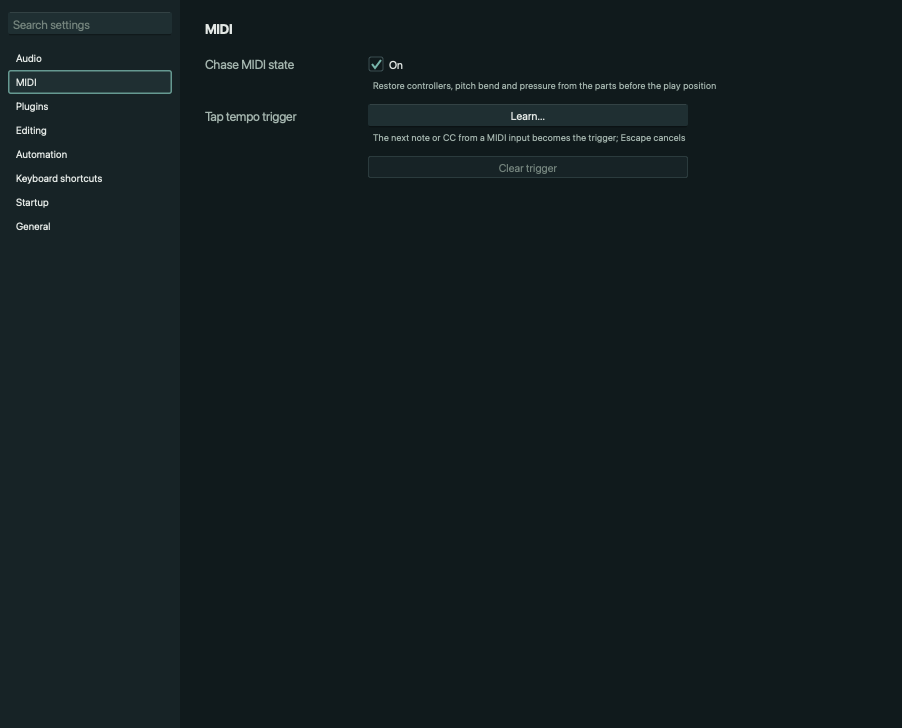 Search settings
Audio
MIDI
Plugins
Editing
Automation
Keyboard shortcuts
Startup
General
MIDI
Chase MIDI state
On
Restore controllers, pitch bend and pressure from the parts before the play position
Tap tempo trigger
Learn...
The next note or CC from a MIDI input becomes the trigger; Escape cancels
Clear trigger